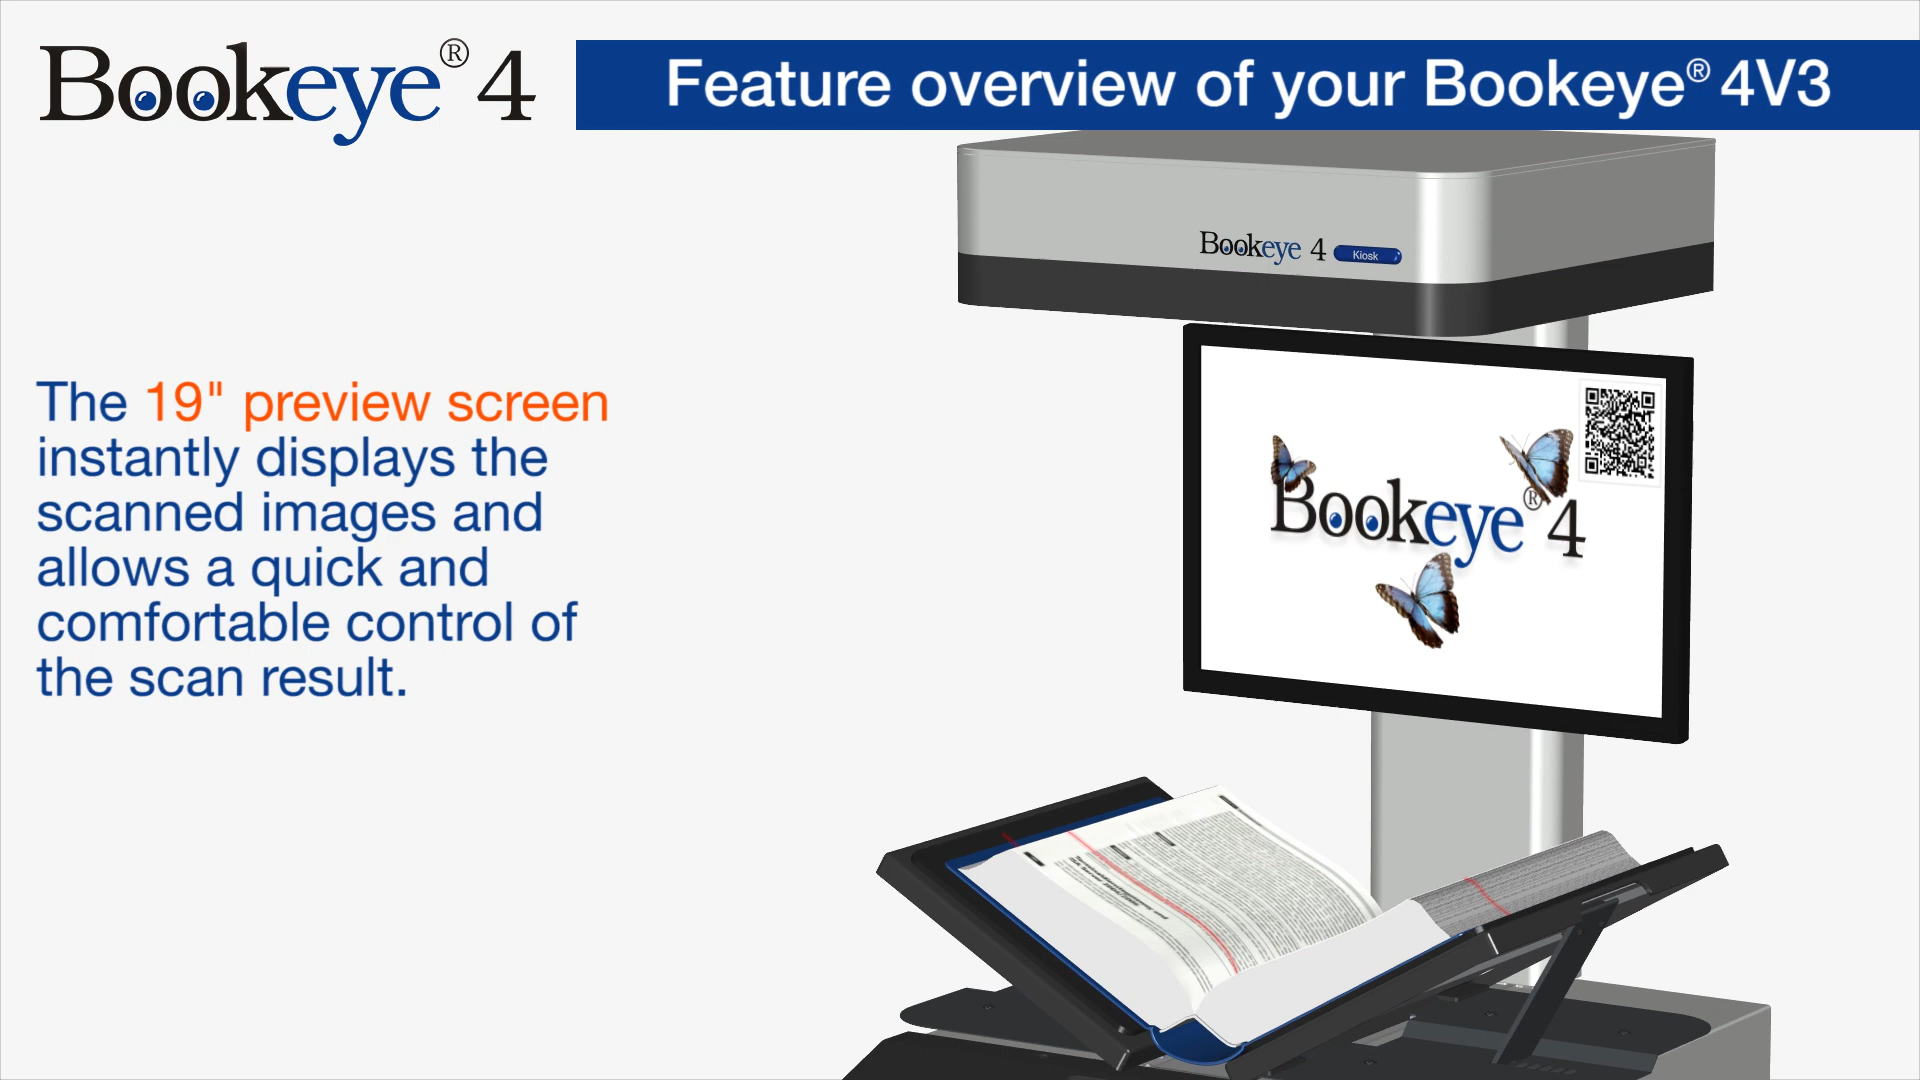 Bookeye® 4
Feature overview of your Bookeye® 4V3
Bookeye 4 Kiosk
The 19" preview screen
instantly displays the
scanned images and
allows a quick and
comfortable control of
the scan result.
Bookeye® 4